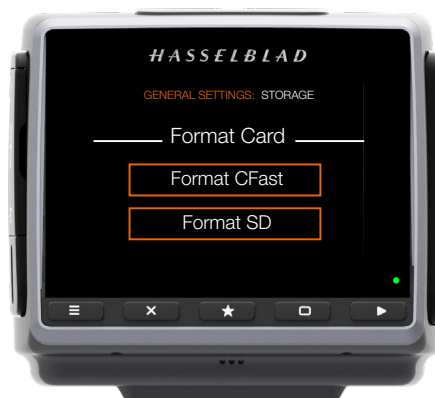 HASSELBLAD
GENERAL SETTINGS: STORAGE
Format Card
Format CFast
Format SD